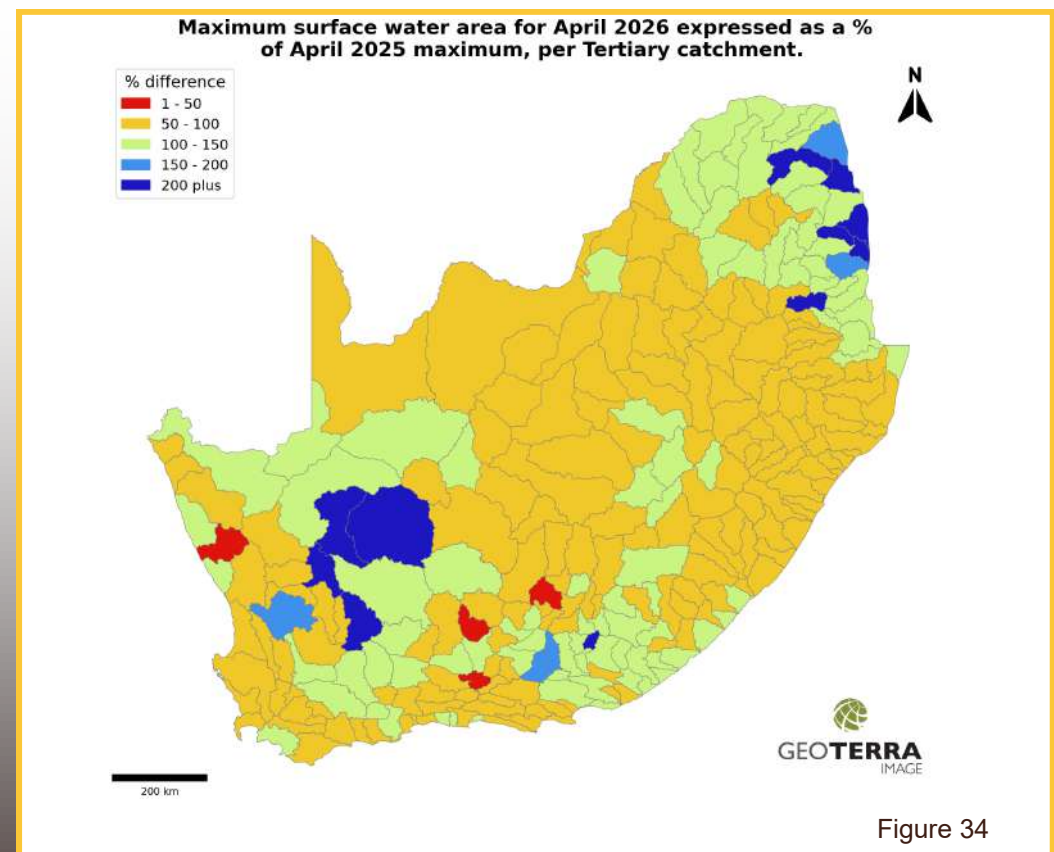 Maximum surface water area for April 2026 expressed as a %
of April 2025 maximum, per Tertiary catchment.
% difference
1 - 50
50 - 100
100 - 150
150 - 200
200 plus
N
GEOTERRA
IMAGE
200 km
Figure 34